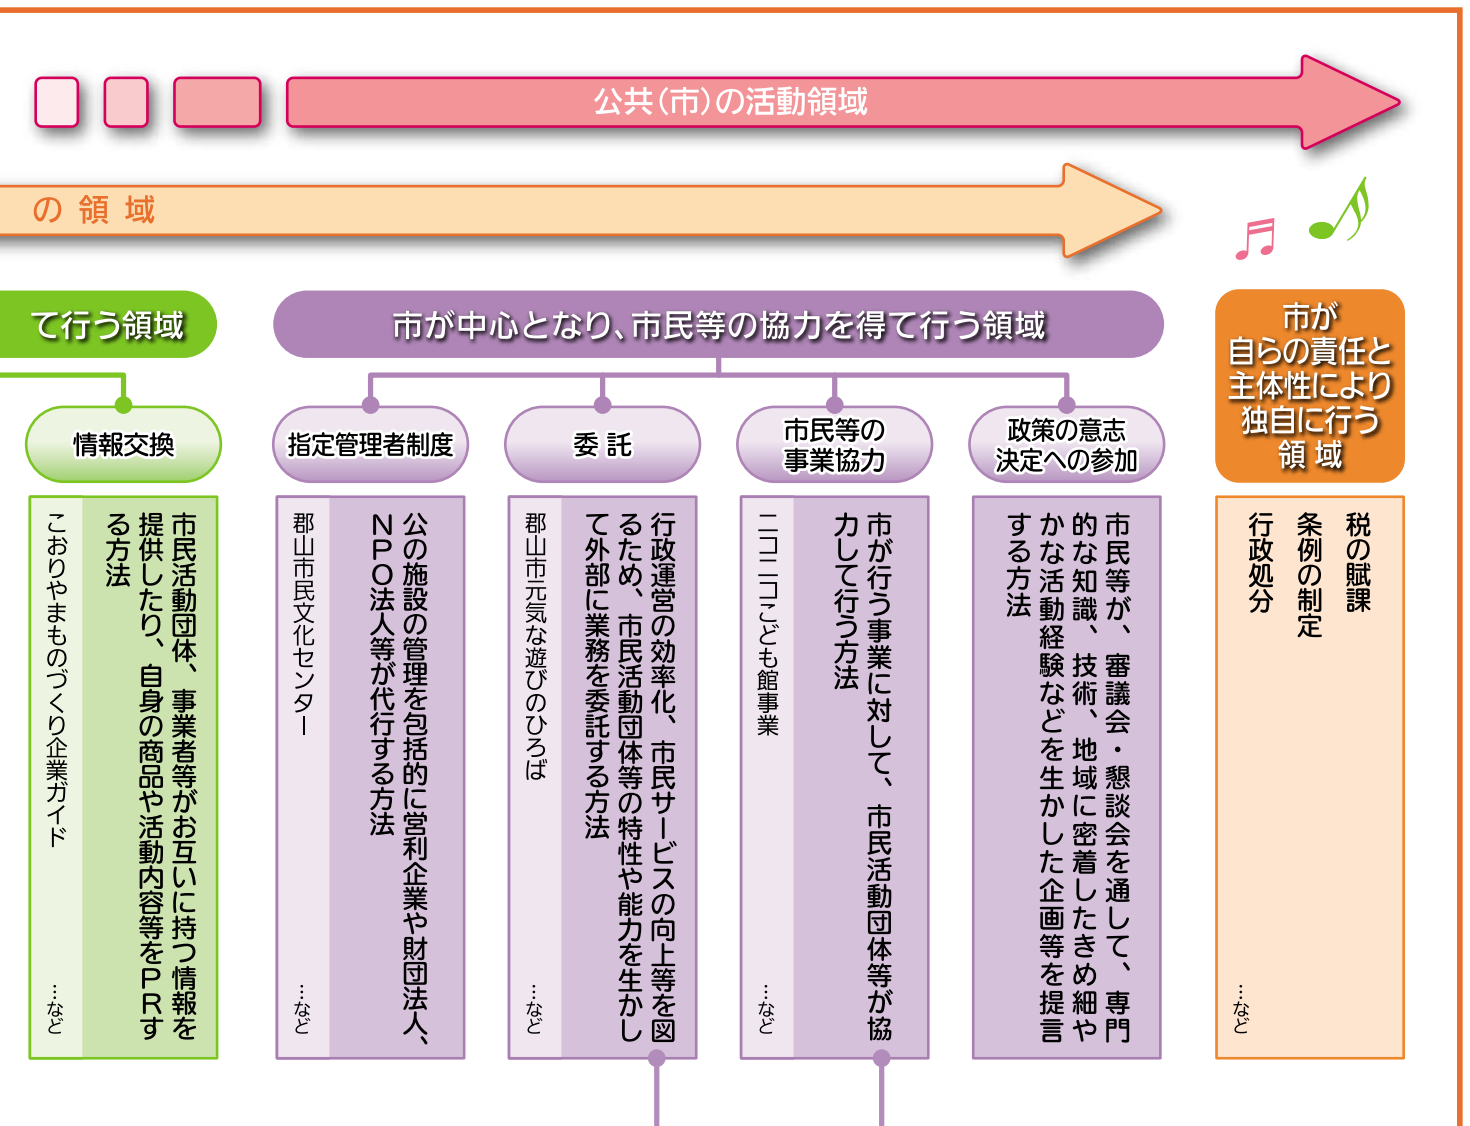 公共(市)の活動領域
の領域
て行う領域
市が中心となり、市民等の協力を得て行う領域
市が
自らの責任と
主体性により
独自に行う
領域
情報交換
指定管理者制度
委託
市民等の
事業協力
政策の意志
決定への参加
市民活動団体、事業者等がお互いに持つ情報を
提供したり、自身の商品や活動内容等をPRす
る方法
こおりやまものづくり企業ガイド
…など
公の施設の管理を包括的に営利企業や財団法人、
NPO法人等が代行する方法
郡山市民文化センター
…など
行政運営の効率化、市民サービスの向上等を図
るため、市民活動団体等の特性や能力を生かし
て外部に業務を委託する方法
郡山市元気な遊びのひろば
…など
市が行う事業に対して、市民活動団体等が協
力して行う方法
ニコニコこども館事業
…など
市民等が、審議会・懇談会を通して、専門
的な知識、技術、地域に密着したきめ細や
かな活動経験などを生かした企画等を提言
する方法
税の賦課
条例の制定
行政処分
…など